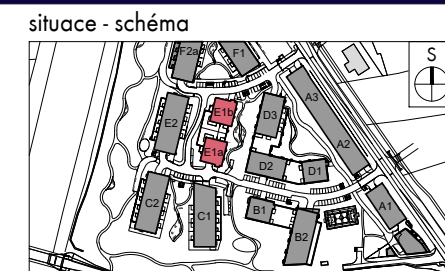 situace - schéma
S
F2a
F1
A3
E1b
D3
E2
A2
E1a
D2
D1
C2
C1
B1
A1
B2